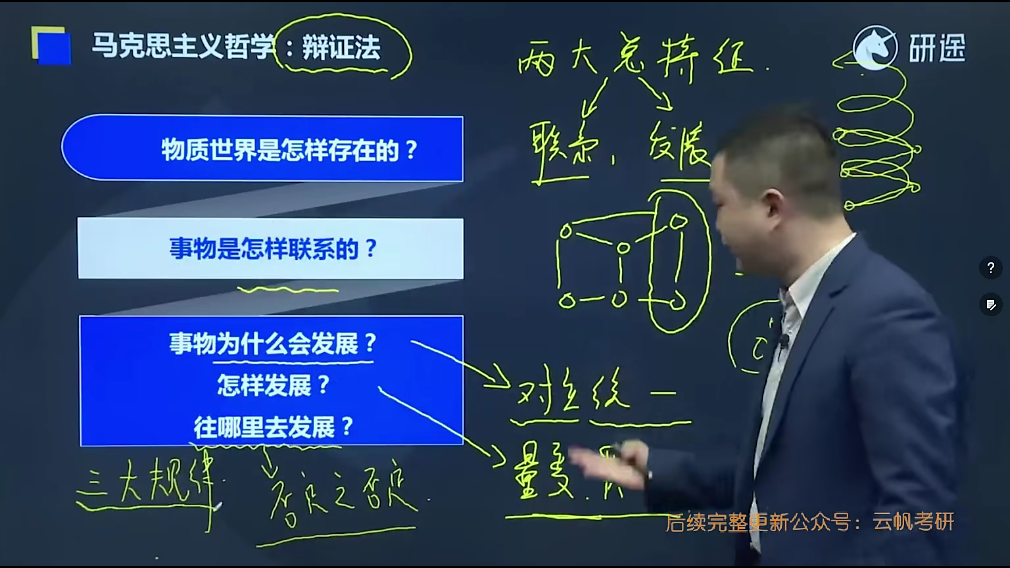 马克思主义哲学：辩证法
两大总特征.
研途
物质世界是怎样存在的？
联系，发展
事物是怎样联系的？
事物为什么会发展？
怎样发展？
往哪里去发展？
对立统一
量变.
三大规律.
否定之否定.
后续完整更新公众号：云帆考研
?